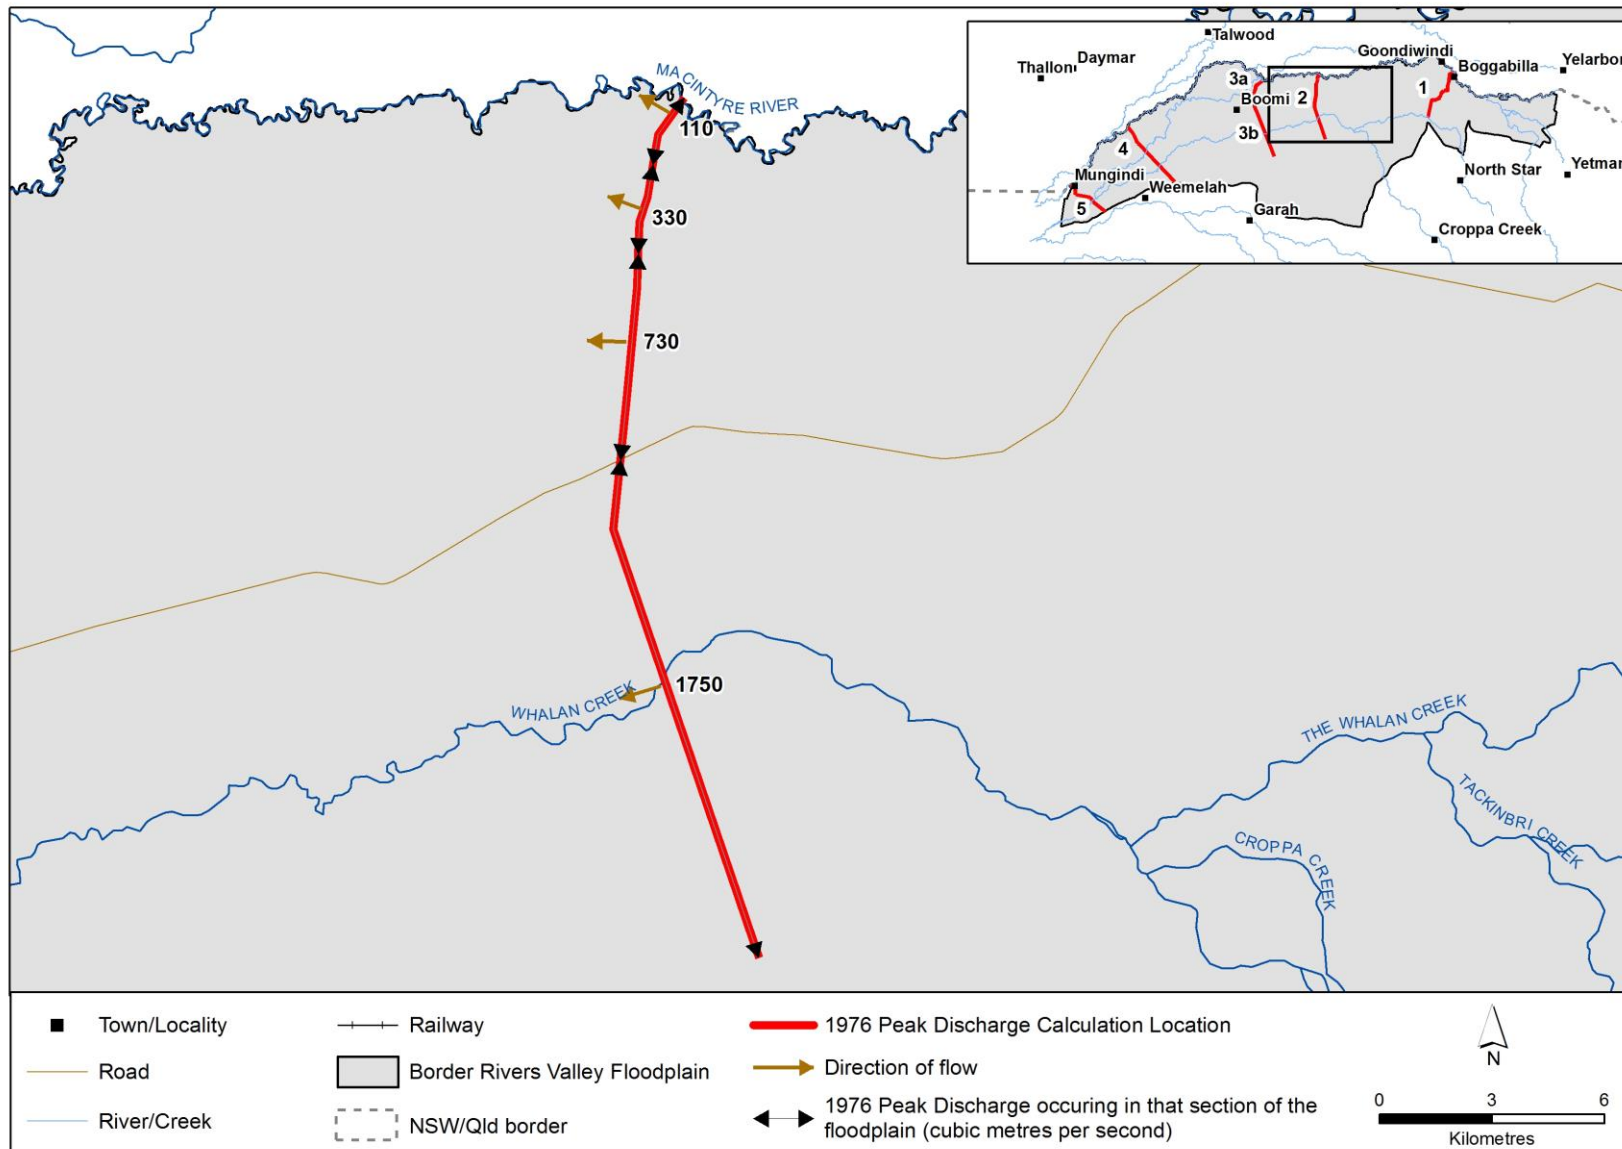 MACINTYRE RIVER
110
330
730
1750
WHALAN CREEK
THE WHALAN CREEK
TACKINBRI CREEK
CROPPA CREEK
Talwood
Goondiwindi
Thallon
Daymar
Boggabilla
Yelarbon
3a
Boomi
2
1
3b
4
Mungindi
Weemelah
North Star
Yetman
5
Garah
Croppa Creek
Town/Locality
Road
River/Creek
Railway
Border Rivers Valley Floodplain
NSW/Qld border
1976 Peak Discharge Calculation Location
Direction of flow
1976 Peak Discharge occuring in that section of the
floodplain (cubic metres per second)
N
0 3 6
Kilometres